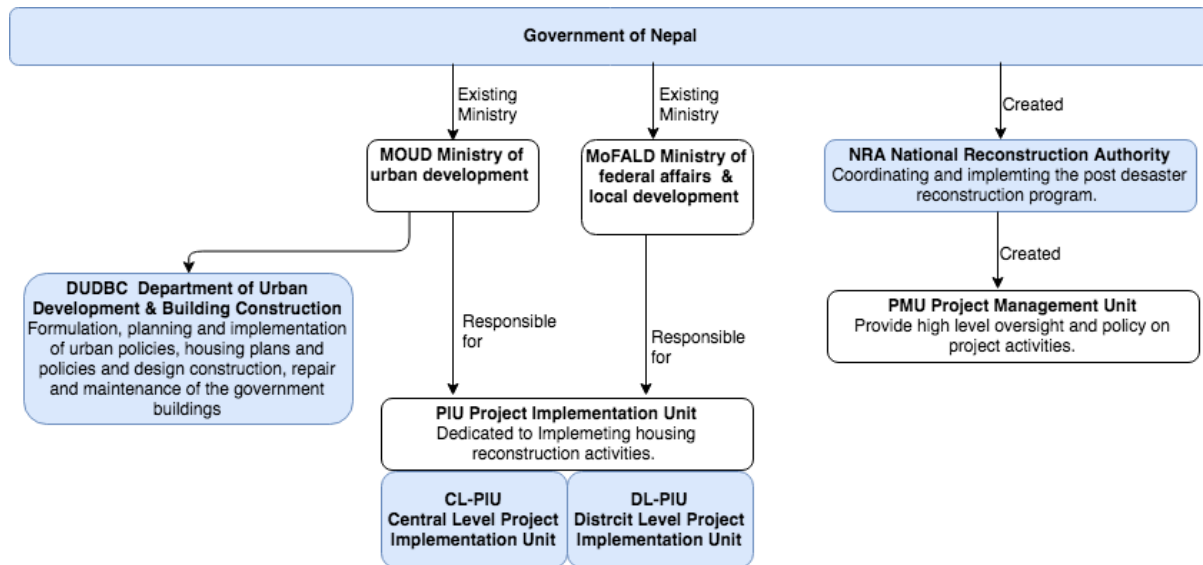 Government of Nepal
Existing
Ministry
Existing
Ministry
Created
MOUD Ministry of
urban development
MoFALD Ministry of
federal affairs & 
local development
NRA National Reconstruction Authority
Coordinating and implemting the post desaster
reconstruction program.
Created
DUDBC Department of Urban
Development & Building Construction
Formulation, planning and implementation
of urban policies, housing plans and
policies and design construction, repair
and maintenance of the government
buildings
Responsible
for
Responsible
for
PMU Project Management Unit
Provide high level oversight and policy on
project activities.
PIU Project Implementation Unit
Dedicated to Implemeting housing
reconstruction activities.
CL-PIU
Central Level Project
Implementation Unit
DL-PIU
Distrcit Level Project
Implementation Unit